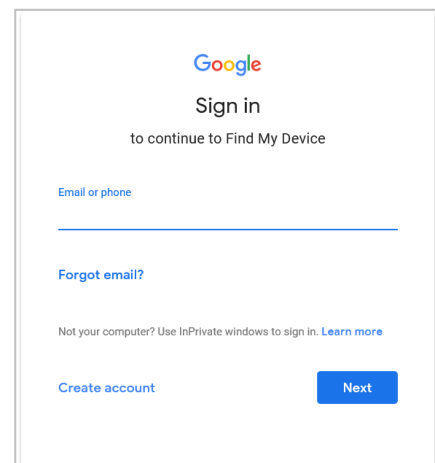 Google
Sign in
to continue to Find My Device
Email or phone
Forgot email?
Not your computer? Use InPrivate windows to sign in. Learn more
Create account
Next